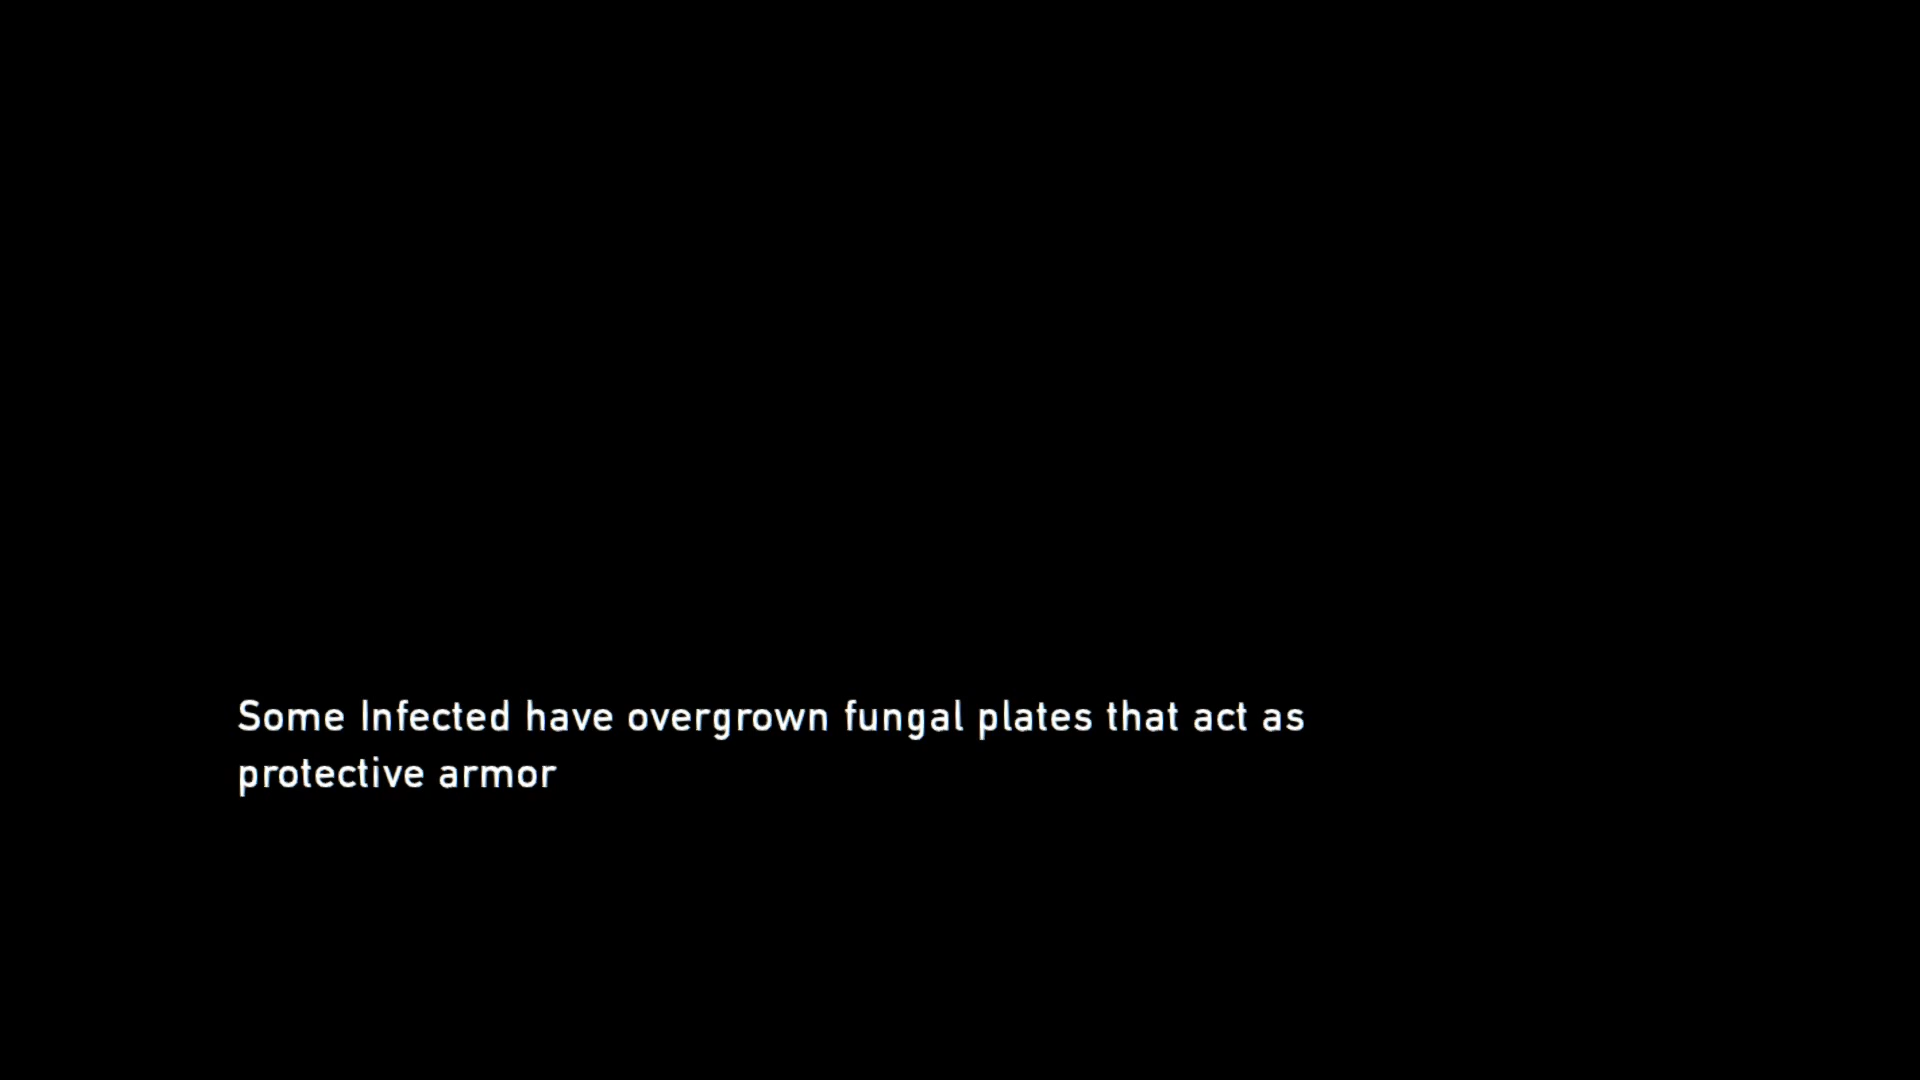 Some Infected have overgrown fungal plates that act as
protective armor